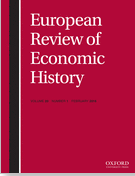 European
Review of
Economic
History
OXFORD